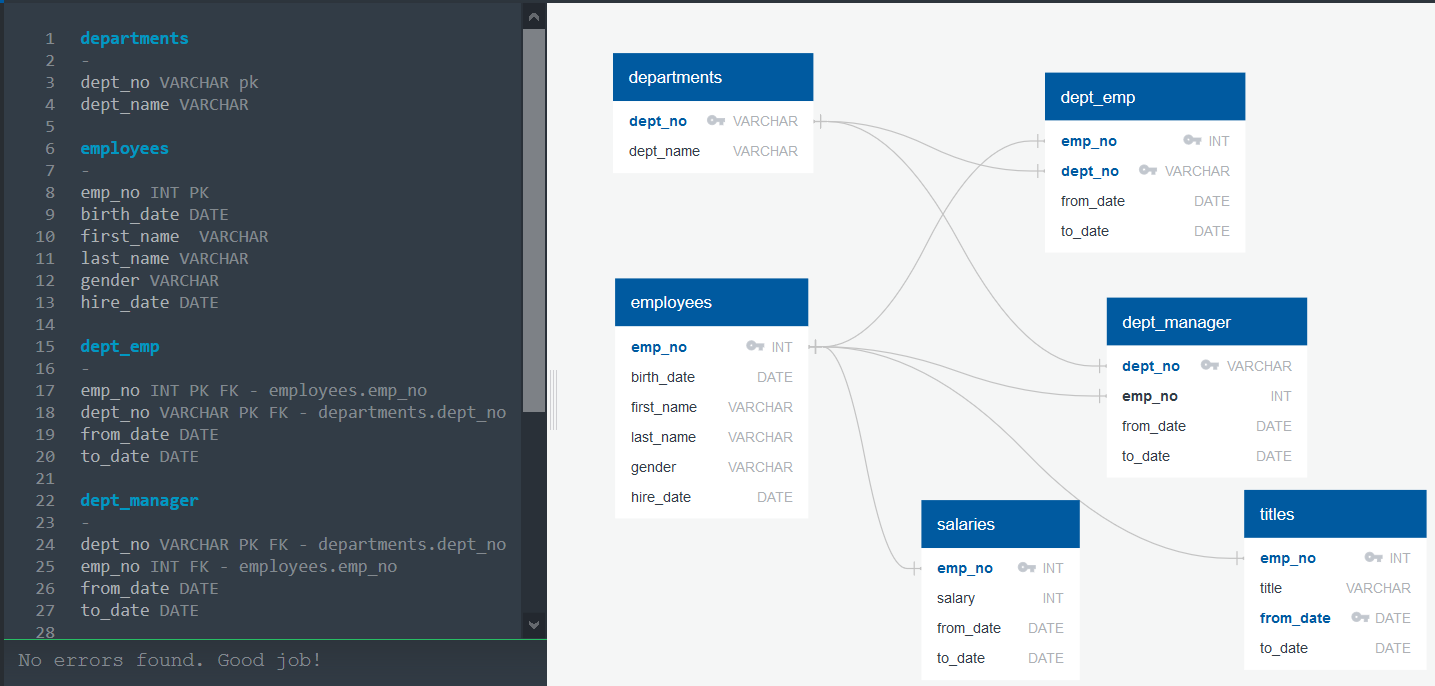 1 departments
2 -
3 dept_no VARCHAR pk
4 dept_name VARCHAR
5
6 employees
7 -
8 emp_no INT PK
9 birth_date DATE
10 first_name  VARCHAR
11 last_name VARCHAR
12 gender VARCHAR
13 hire_date DATE
14
15 dept_emp
16 -
17 emp_no INT PK FK - employees.emp_no
18 dept_no VARCHAR PK FK - departments.dept_no
19 from_date DATE
20 to_date DATE
21
22 dept_manager
23 -
24 dept_no VARCHAR PK FK - departments.dept_no
25 emp_no INT FK - employees.emp_no
26 from_date DATE
27 to_date DATE
28
No errors found. Good job!
departments
dept_no VARCHAR
dept_name VARCHAR
dept_emp
emp_no INT
dept_no VARCHAR
from_date DATE
to_date DATE
employees
emp_no INT
birth_date DATE
first_name VARCHAR
last_name VARCHAR
gender VARCHAR
hire_date DATE
dept_manager
dept_no VARCHAR
emp_no INT
from_date DATE
to_date DATE
salaries
emp_no INT
salary INT
from_date DATE
to_date DATE
titles
emp_no INT
title VARCHAR
from_date DATE
to_date DATE